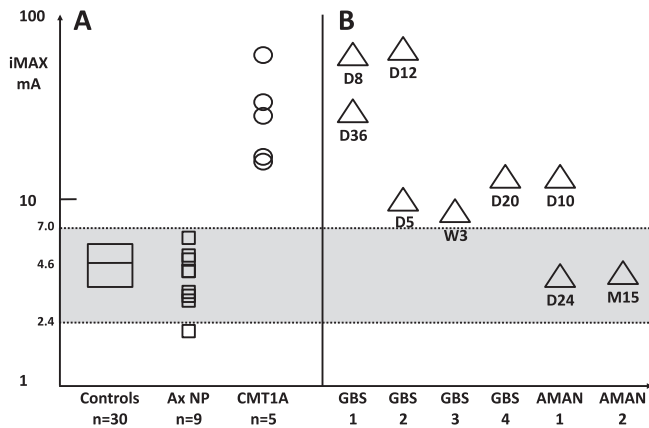 100
A
B
iMAX
mA
D8
D12
D36
10
D5
W3
D20
D10
7.0
4.6
D24
M15
2.4
1
Controls Ax NP CMT1A GBS GBS GBS GBS AMAN AMAN
n=30 n=9 n=5 1 2 3 4 1 2